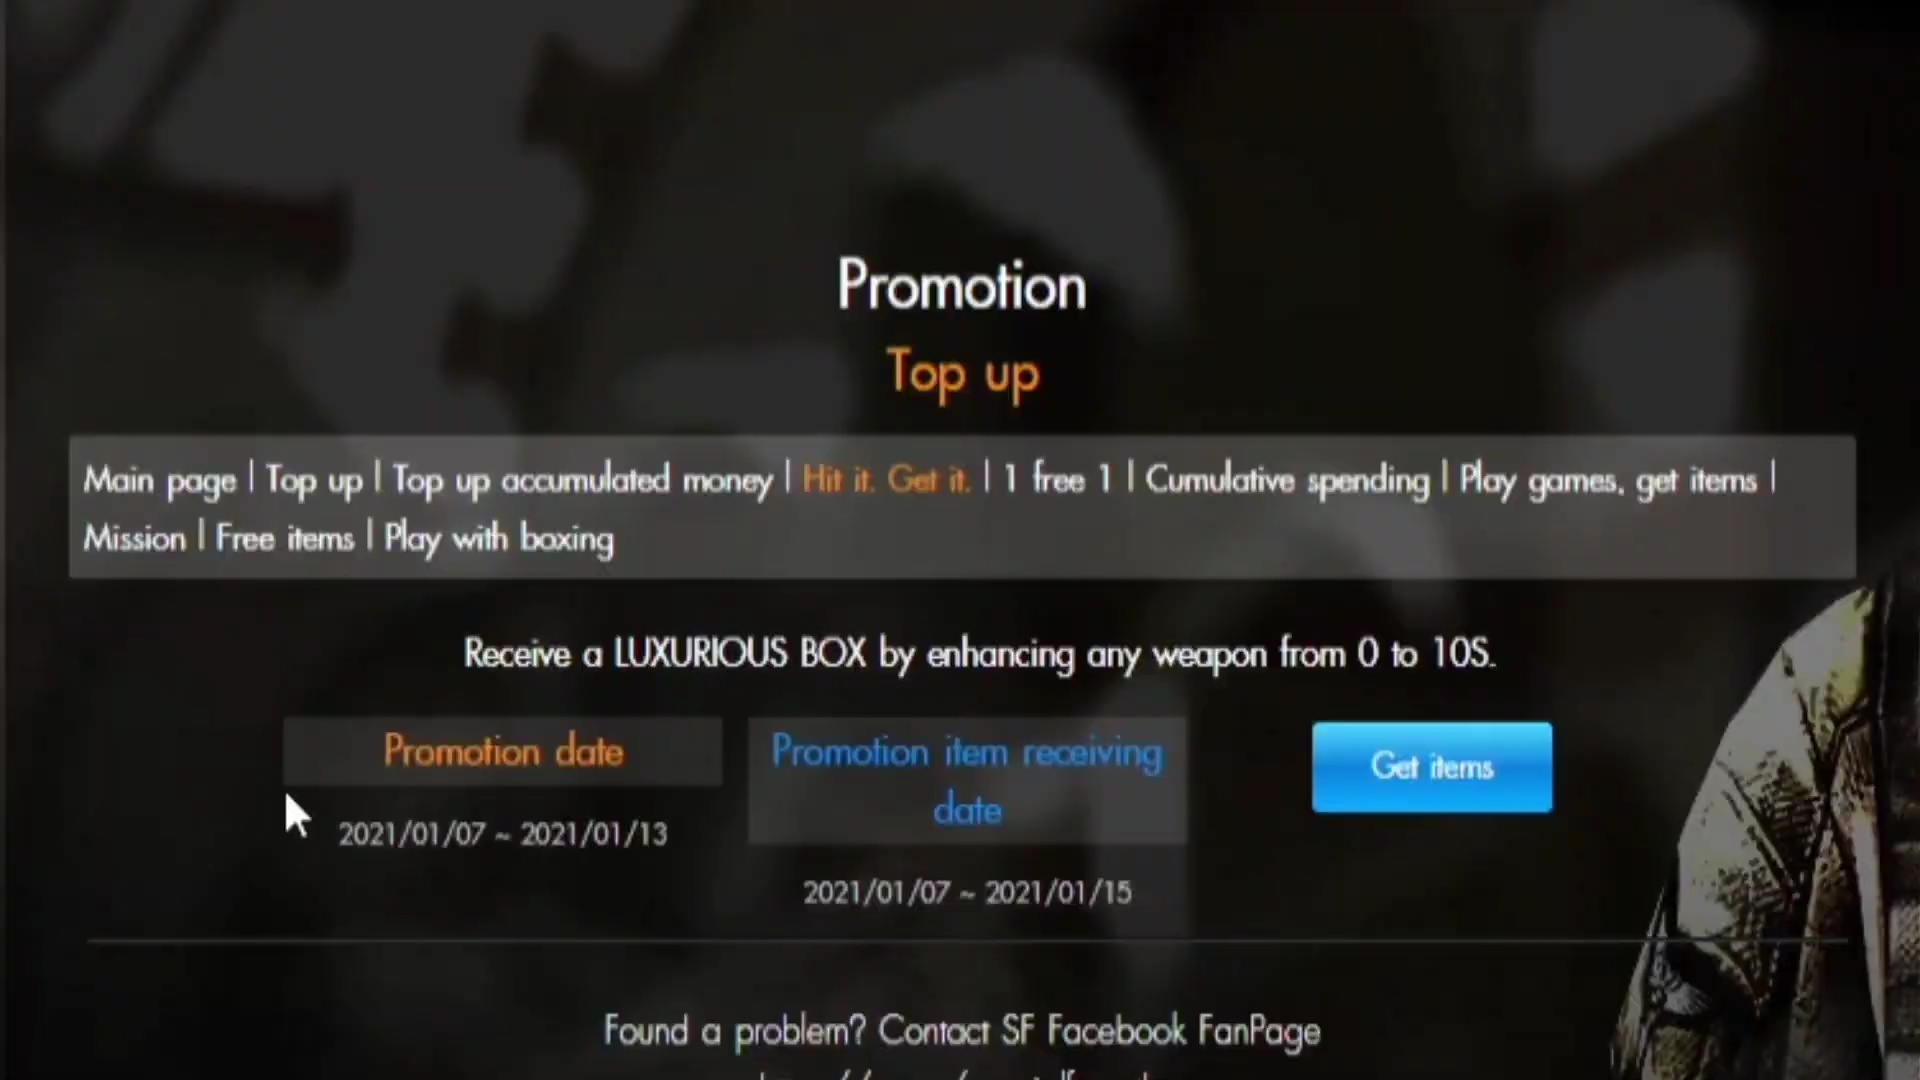 Promotion
Top up
Main page | Top up | Top up accumulated money | Hit it. Get it. | 1 free 1 | Cumulative spending | Play games, get items |
Mission | Free items | Play with boxing
Receive a LUXURIOUS BOX by enhancing any weapon from 0 to 10S.
Promotion date
2021/01/07 ~ 2021/01/13
Promotion item receiving
date
2021/01/07 ~ 2021/01/15
Get items
Found a problem? Contact SF Facebook FanPage